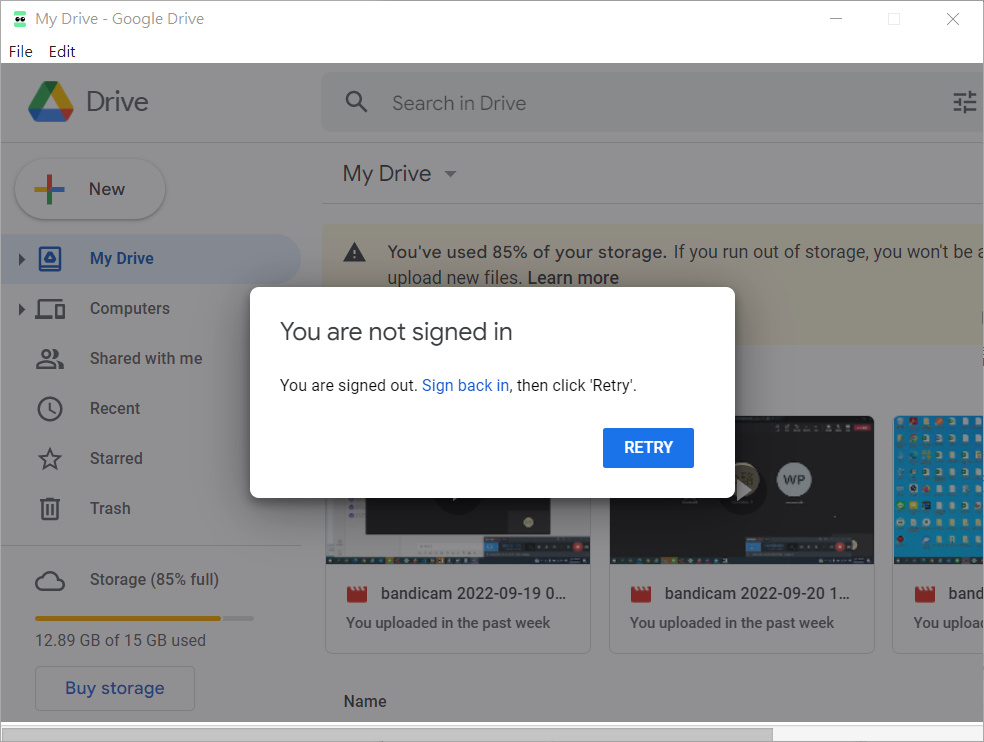 My Drive - Google Drive
File Edit
Drive
Search in Drive
New
My Drive
My Drive
Computers
Shared with me
Recent
Starred
Trash
Storage (85% full)
12.89 GB of 15 GB used
Buy storage
You've used 85% of your storage. If you run out of storage, you won't be a
upload new files. Learn more
You are not signed in
You are signed out. Sign back in, then click 'Retry'.
RETRY
WP
bandicam 2022-09-19 0...
You uploaded in the past week
bandicam 2022-09-20 1...
You uploaded in the past week
band
You uploa
Name